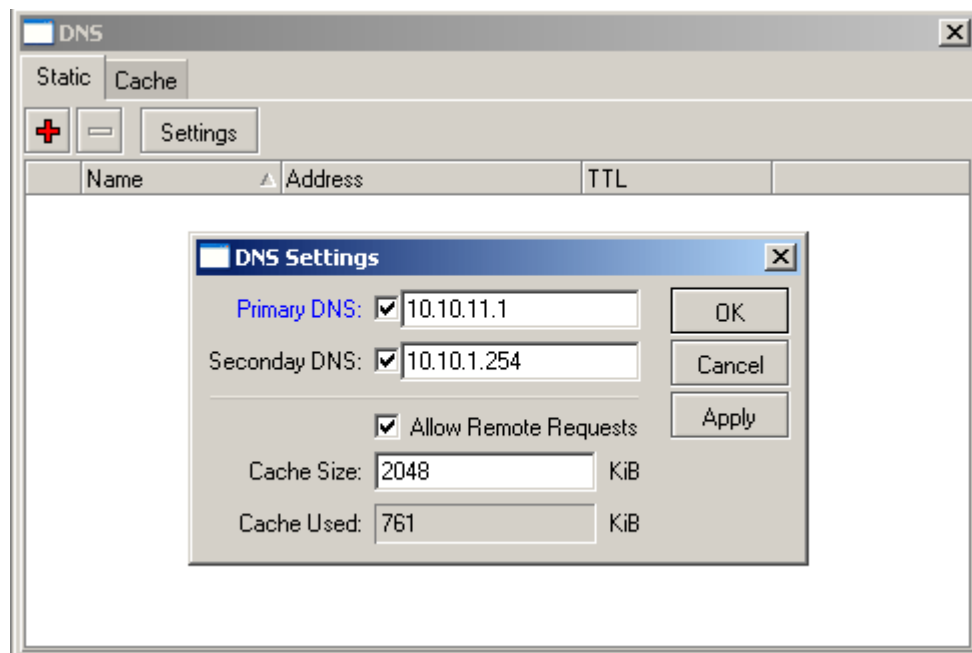 DNS
Static Cache
Settings
Name Address TTL
DNS Settings
Primary DNS: 10.10.11.1 OK
Seconday DNS: 10.10.1.254 Cancel
Allow Remote Requests Apply
Cache Size: 2048 KiB
Cache Used: 761 KiB